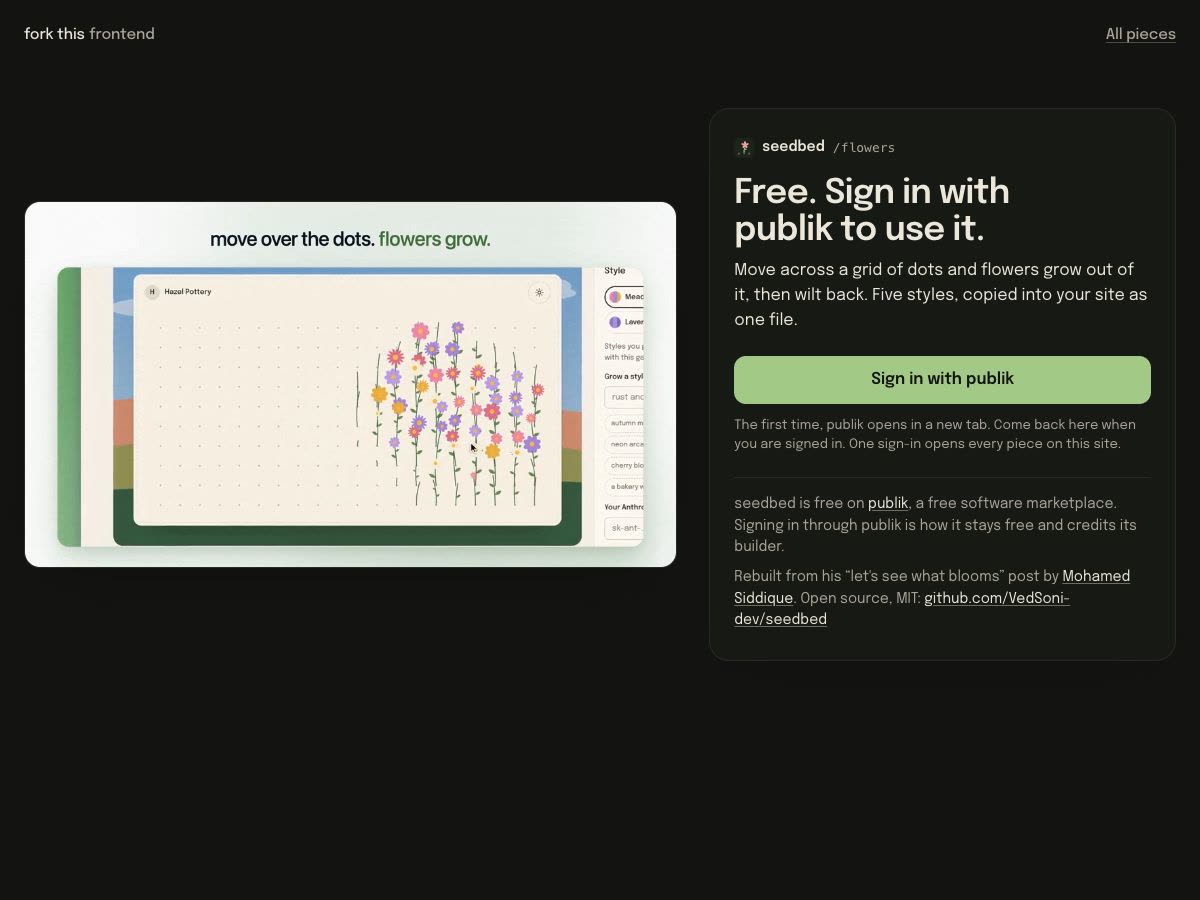 fork this frontend
All pieces
move over the dots. flowers grow.
H Hazel Pottery
Style
Styles you
with this ga
Grow a styl
rust and
autumn m
neon arca
cherry blo
a bakery w
Your Anthro
sk-ant-
seedbed /flowers
Free. Sign in with
publik to use it.
Move across a grid of dots and flowers grow out of
it, then wilt back. Five styles, copied into your site as
one file.
Sign in with publik
The first time, publik opens in a new tab. Come back here when
you are signed in. One sign-in opens every piece on this site.
seedbed is free on publik, a free software marketplace.
Signing in through publik is how it stays free and credits its
builder.
Rebuilt from his “let's see what blooms” post by Mohamed
Siddique. Open source, MIT: github.com/VedSoni-
dev/seedbed